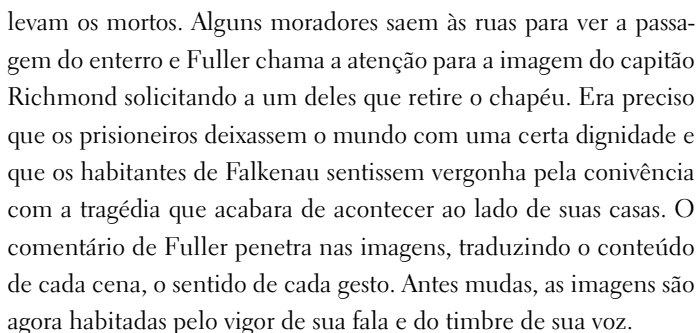 levam os mortos. Alguns moradores saem às ruas para ver a passa-
gem do enterro e Fuller chama a atenção para a imagem do capitão
Richmond solicitando a um deles que retire o chapéu. Era preciso
que os prisioneiros deixassem o mundo com uma certa dignidade e
que os habitantes de Falkenau sentissem vergonha pela conivência
com a tragédia que acabara de acontecer ao lado de suas casas. O
comentário de Fuller penetra nas imagens, traduzindo o conteúdo
de cada cena, o sentido de cada gesto. Antes mudas, as imagens são
agora habitadas pelo vigor de sua fala e do timbre de sua voz.